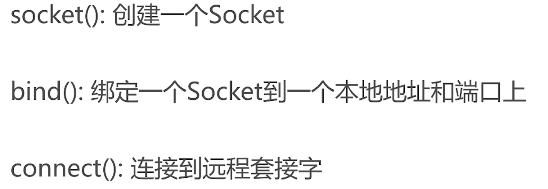 socket(): 创建一个Socket
bind(): 绑定一个Socket到一个本地地址和端口上
connect(): 连接到远程套接字